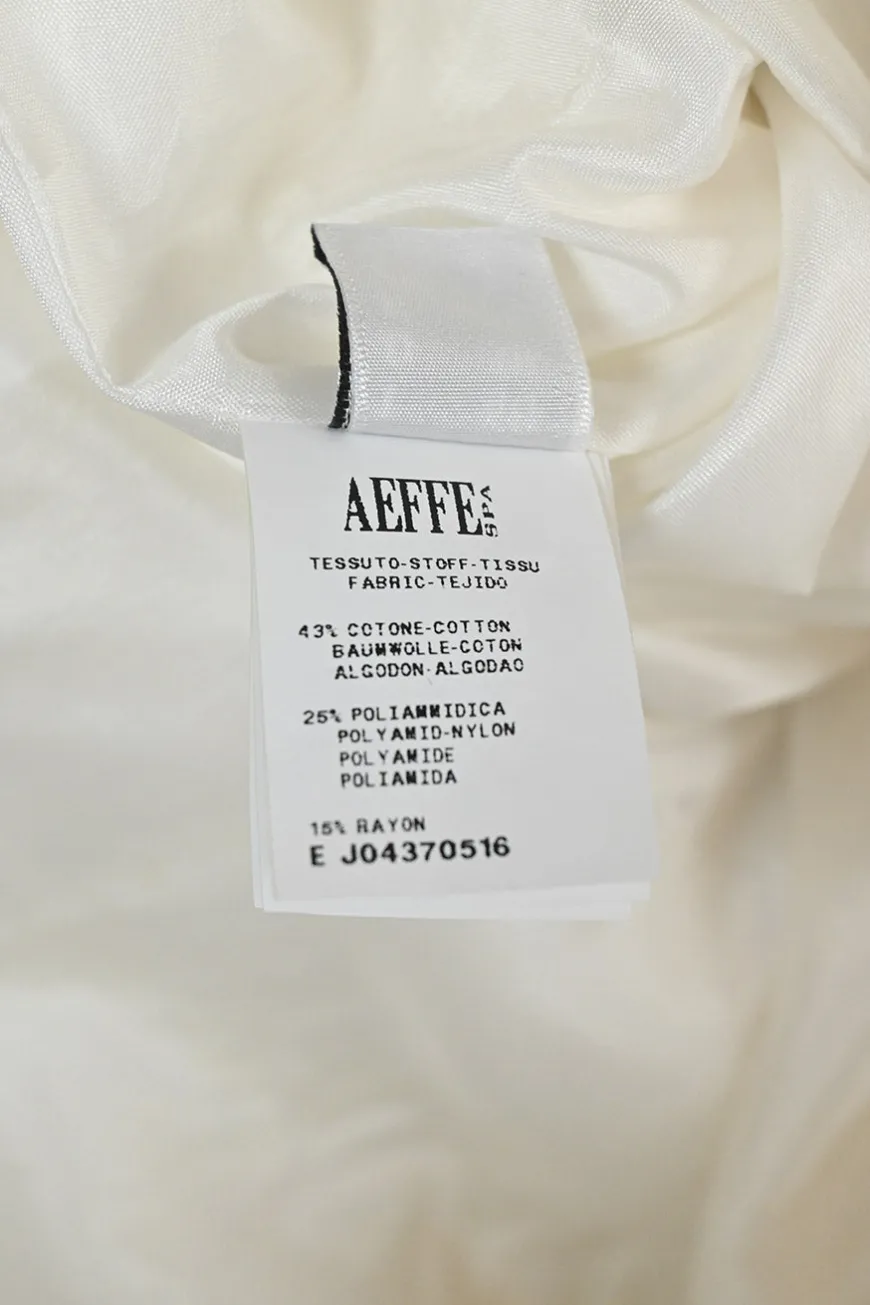 AEFFE SPA
TESSUTO-STOFF-TISSU
FABRIC-TEJIDO
43% COTONE-COTTON
BAUMWOLLE-COTON
ALGODON-ALGODAO
25% POLIAMMIDICA
POLYAMID-NYLON
POLYAMIDE
POLIAMIDA
15% RAYON
E J04370516